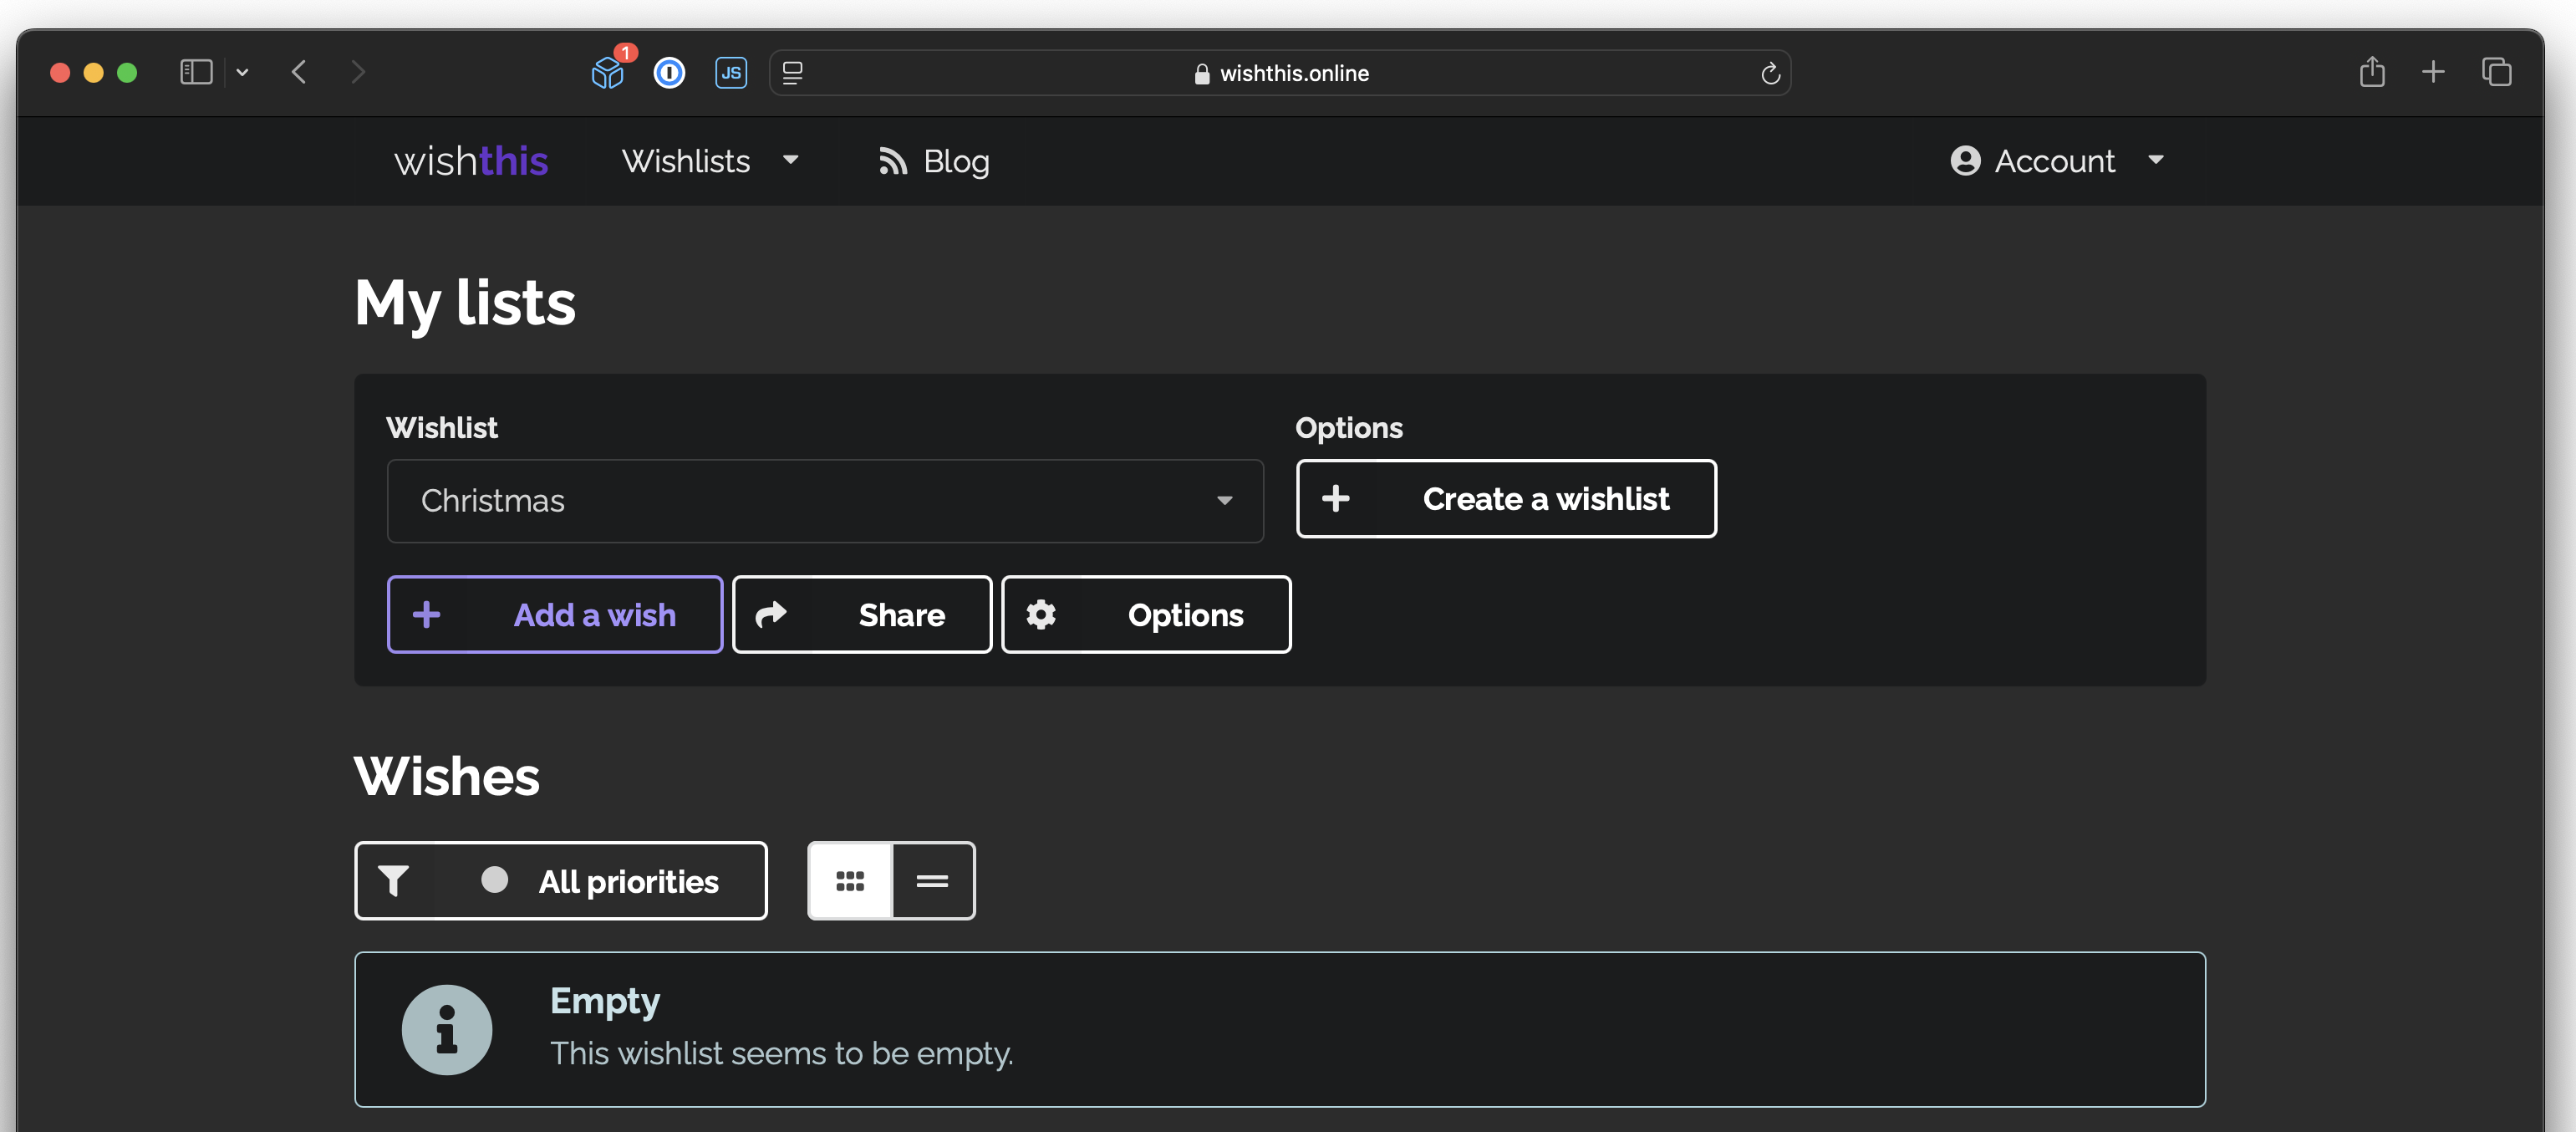 1
JS
wishthis.online
wishthis
Wishlists
Blog
Account
My lists
Wishlist
Options
Christmas
Create a wishlist
Add a wish
Share
Options
Wishes
All priorities
Empty
This wishlist seems to be empty.